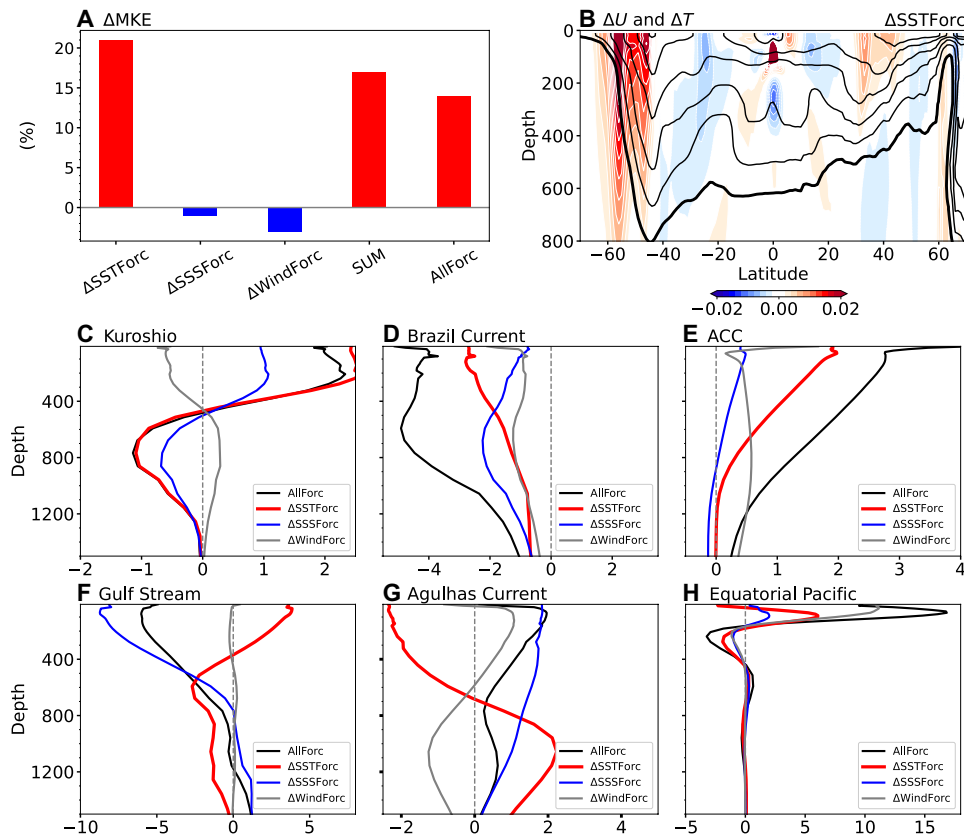 A ΔMKE
20
15
10
5
0
(%)
ΔSSTForc
ΔSSSForc
ΔWindForc
SUM
AllForc
B ΔU and ΔT ΔSSTForc
0
200
400
600
800
Depth
−60 −40 −20 0 20 40 60
Latitude
−0.02 0.00 0.02
C Kuroshio
400
800
1200
Depth
AllForc
ΔSSTForc
ΔSSSForc
ΔWindForc
−2 −1 0 1 2
D Brazil Current
AllForc
ΔSSTForc
ΔSSSForc
ΔWindForc
−4 −2 0 2
E ACC
AllForc
ΔSSTForc
ΔSSSForc
ΔWindForc
0 1 2 3 4
F Gulf Stream
400
800
1200
Depth
AllForc
ΔSSTForc
ΔSSSForc
ΔWindForc
−10 −5 0 5
G Agulhas Current
AllForc
ΔSSTForc
ΔSSSForc
ΔWindForc
−2 0 2 4
H Equatorial Pacific
AllForc
ΔSSTForc
ΔSSSForc
ΔWindForc
−5 0 5 10 15